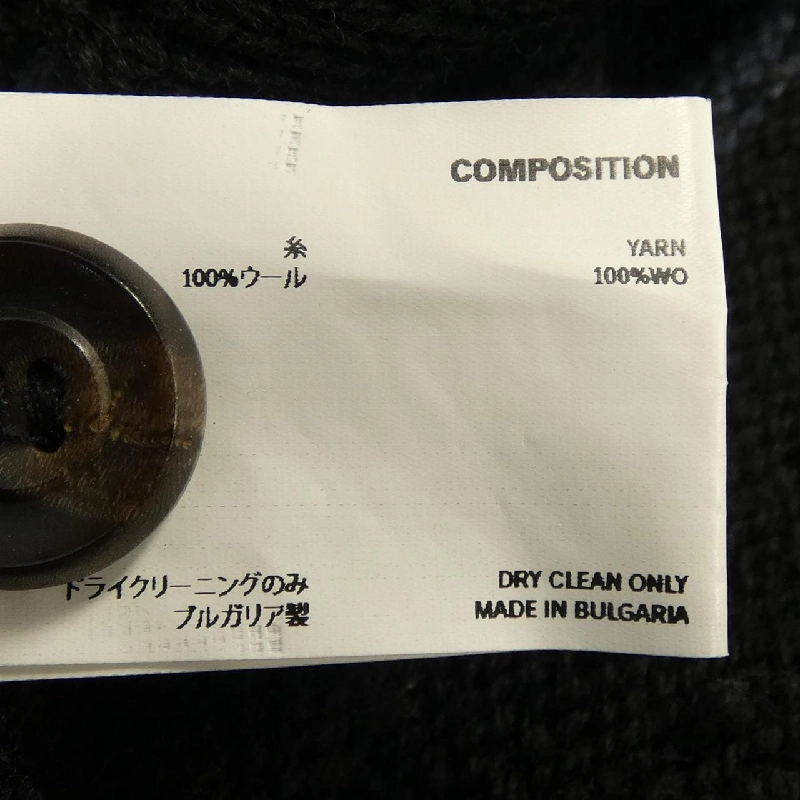 COMPOSITION
糸
100%ウール
YARN
100%WO
ドライクリーニングのみ
ブルガリア製
DRY CLEAN ONLY
MADE IN BULGARIA